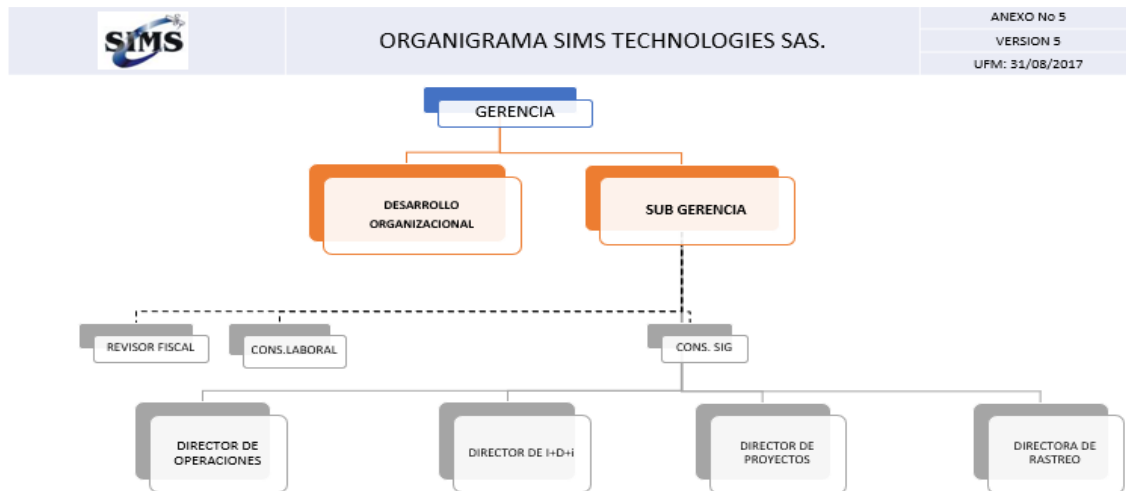 SIMS
ORGANIGRAMA SIMS TECHNOLOGIES SAS.
ANEXO No 5
VERSION 5
UFM: 31/08/2017
GERENCIA
DESARROLLO
ORGANIZACIONAL
SUB GERENCIA
REVISOR FISCAL
CONS.LABORAL
CONS. SIG
DIRECTOR DE
OPERACIONES
DIRECTOR DE I+D+i
DIRECTOR DE
PROYECTOS
DIRECTORA DE
RASTREO